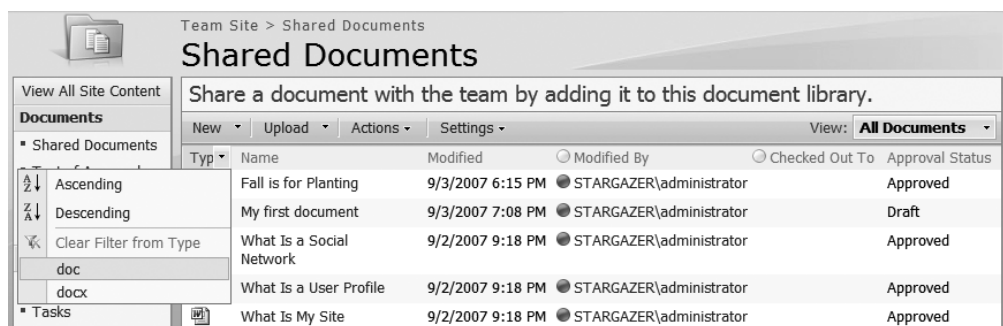 Team Site > Shared Documents
Shared Documents
View All Site Content
Share a document with the team by adding it to this document library.
Documents
New Upload Actions Settings View: All Documents
Shared Documents
Typ Name Modified Modified By Checked Out To Approval Status
Ascending
Fall is for Planting 9/3/2007 6:15 PM STARGAZER\administrator Approved
Descending
My first document 9/3/2007 7:08 PM STARGAZER\administrator Draft
Clear Filter from Type
What Is a Social
Network 9/2/2007 9:18 PM STARGAZER\administrator Approved
doc
docx
What Is a User Profile 9/2/2007 9:18 PM STARGAZER\administrator Approved
Tasks
What Is My Site 9/2/2007 9:18 PM STARGAZER\administrator Approved